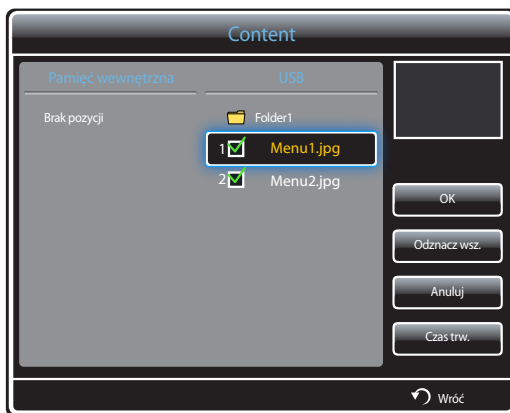 Content
Pamięć wewnętrzna USB
Brak pozycji Folder1
1 Menu1.jpg
2 Menu2.jpg
OK
Odznacz wsz.
Anuluj
Czas trw.
Wróć